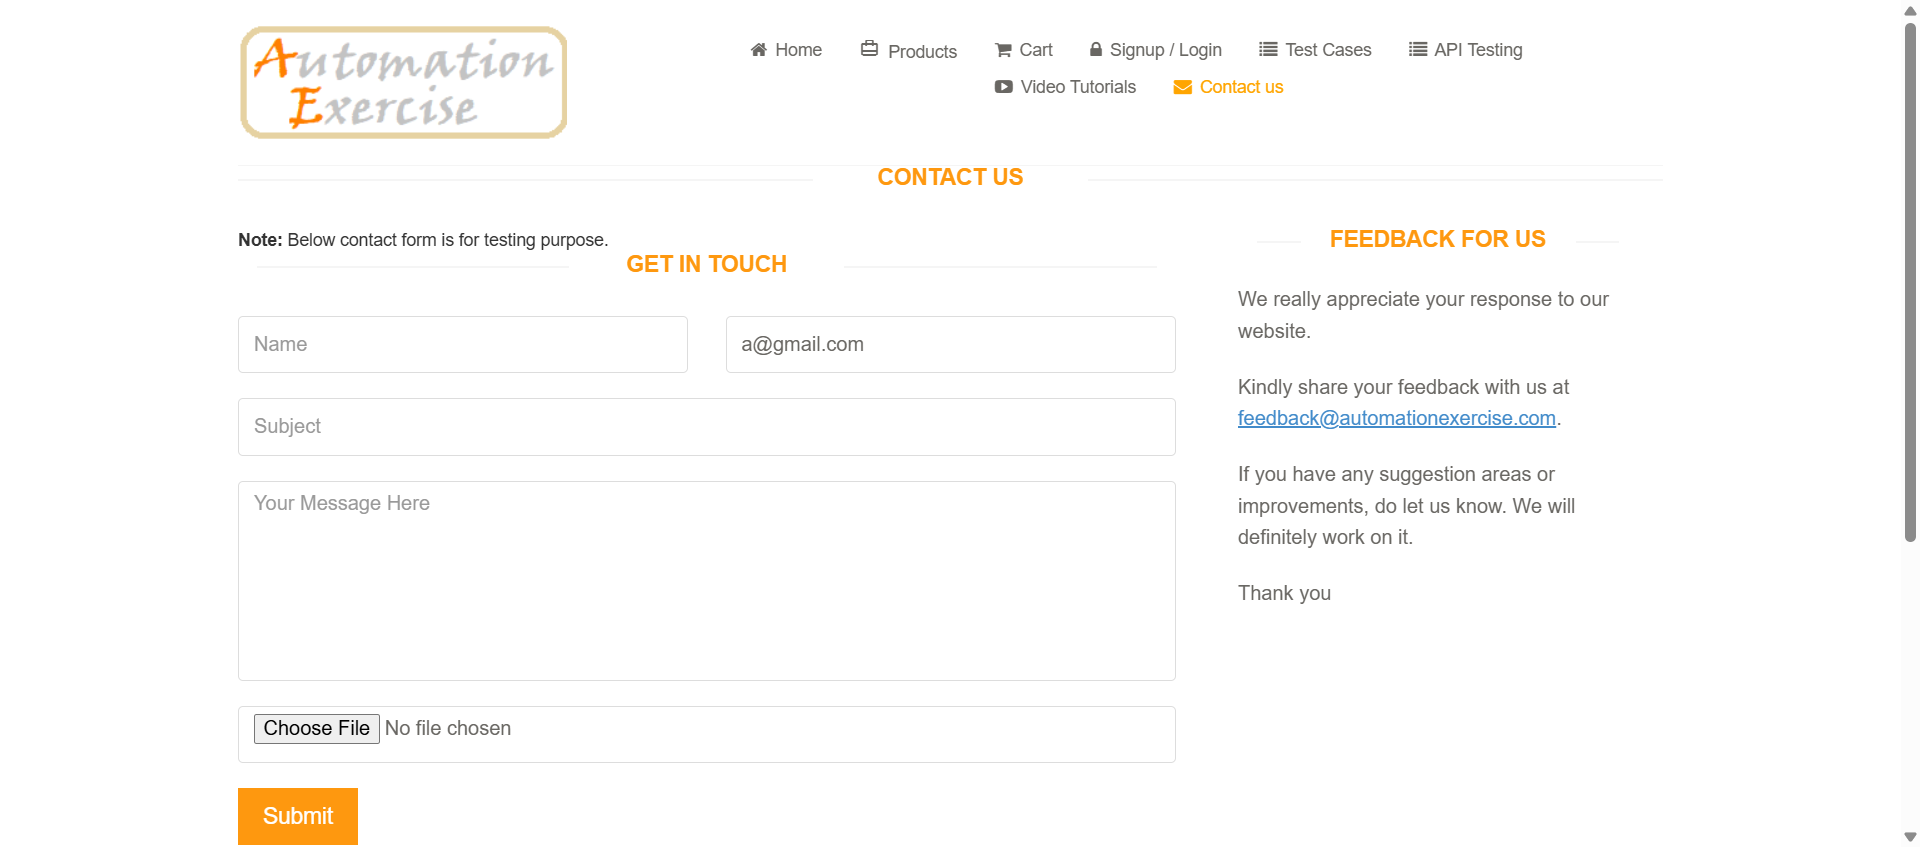 Automation
Exercise
Home
Products
Cart
Signup / Login
Test Cases
API Testing
Video Tutorials
Contact us
CONTACT US
Note: Below contact form is for testing purpose.
GET IN TOUCH
Name
a@gmail.com
Subject
Your Message Here
Choose File No file chosen
Submit
FEEDBACK FOR US
We really appreciate your response to our
website.
Kindly share your feedback with us at
feedback@automationexercise.com.
If you have any suggestion areas or
improvements, do let us know. We will
definitely work on it.
Thank you